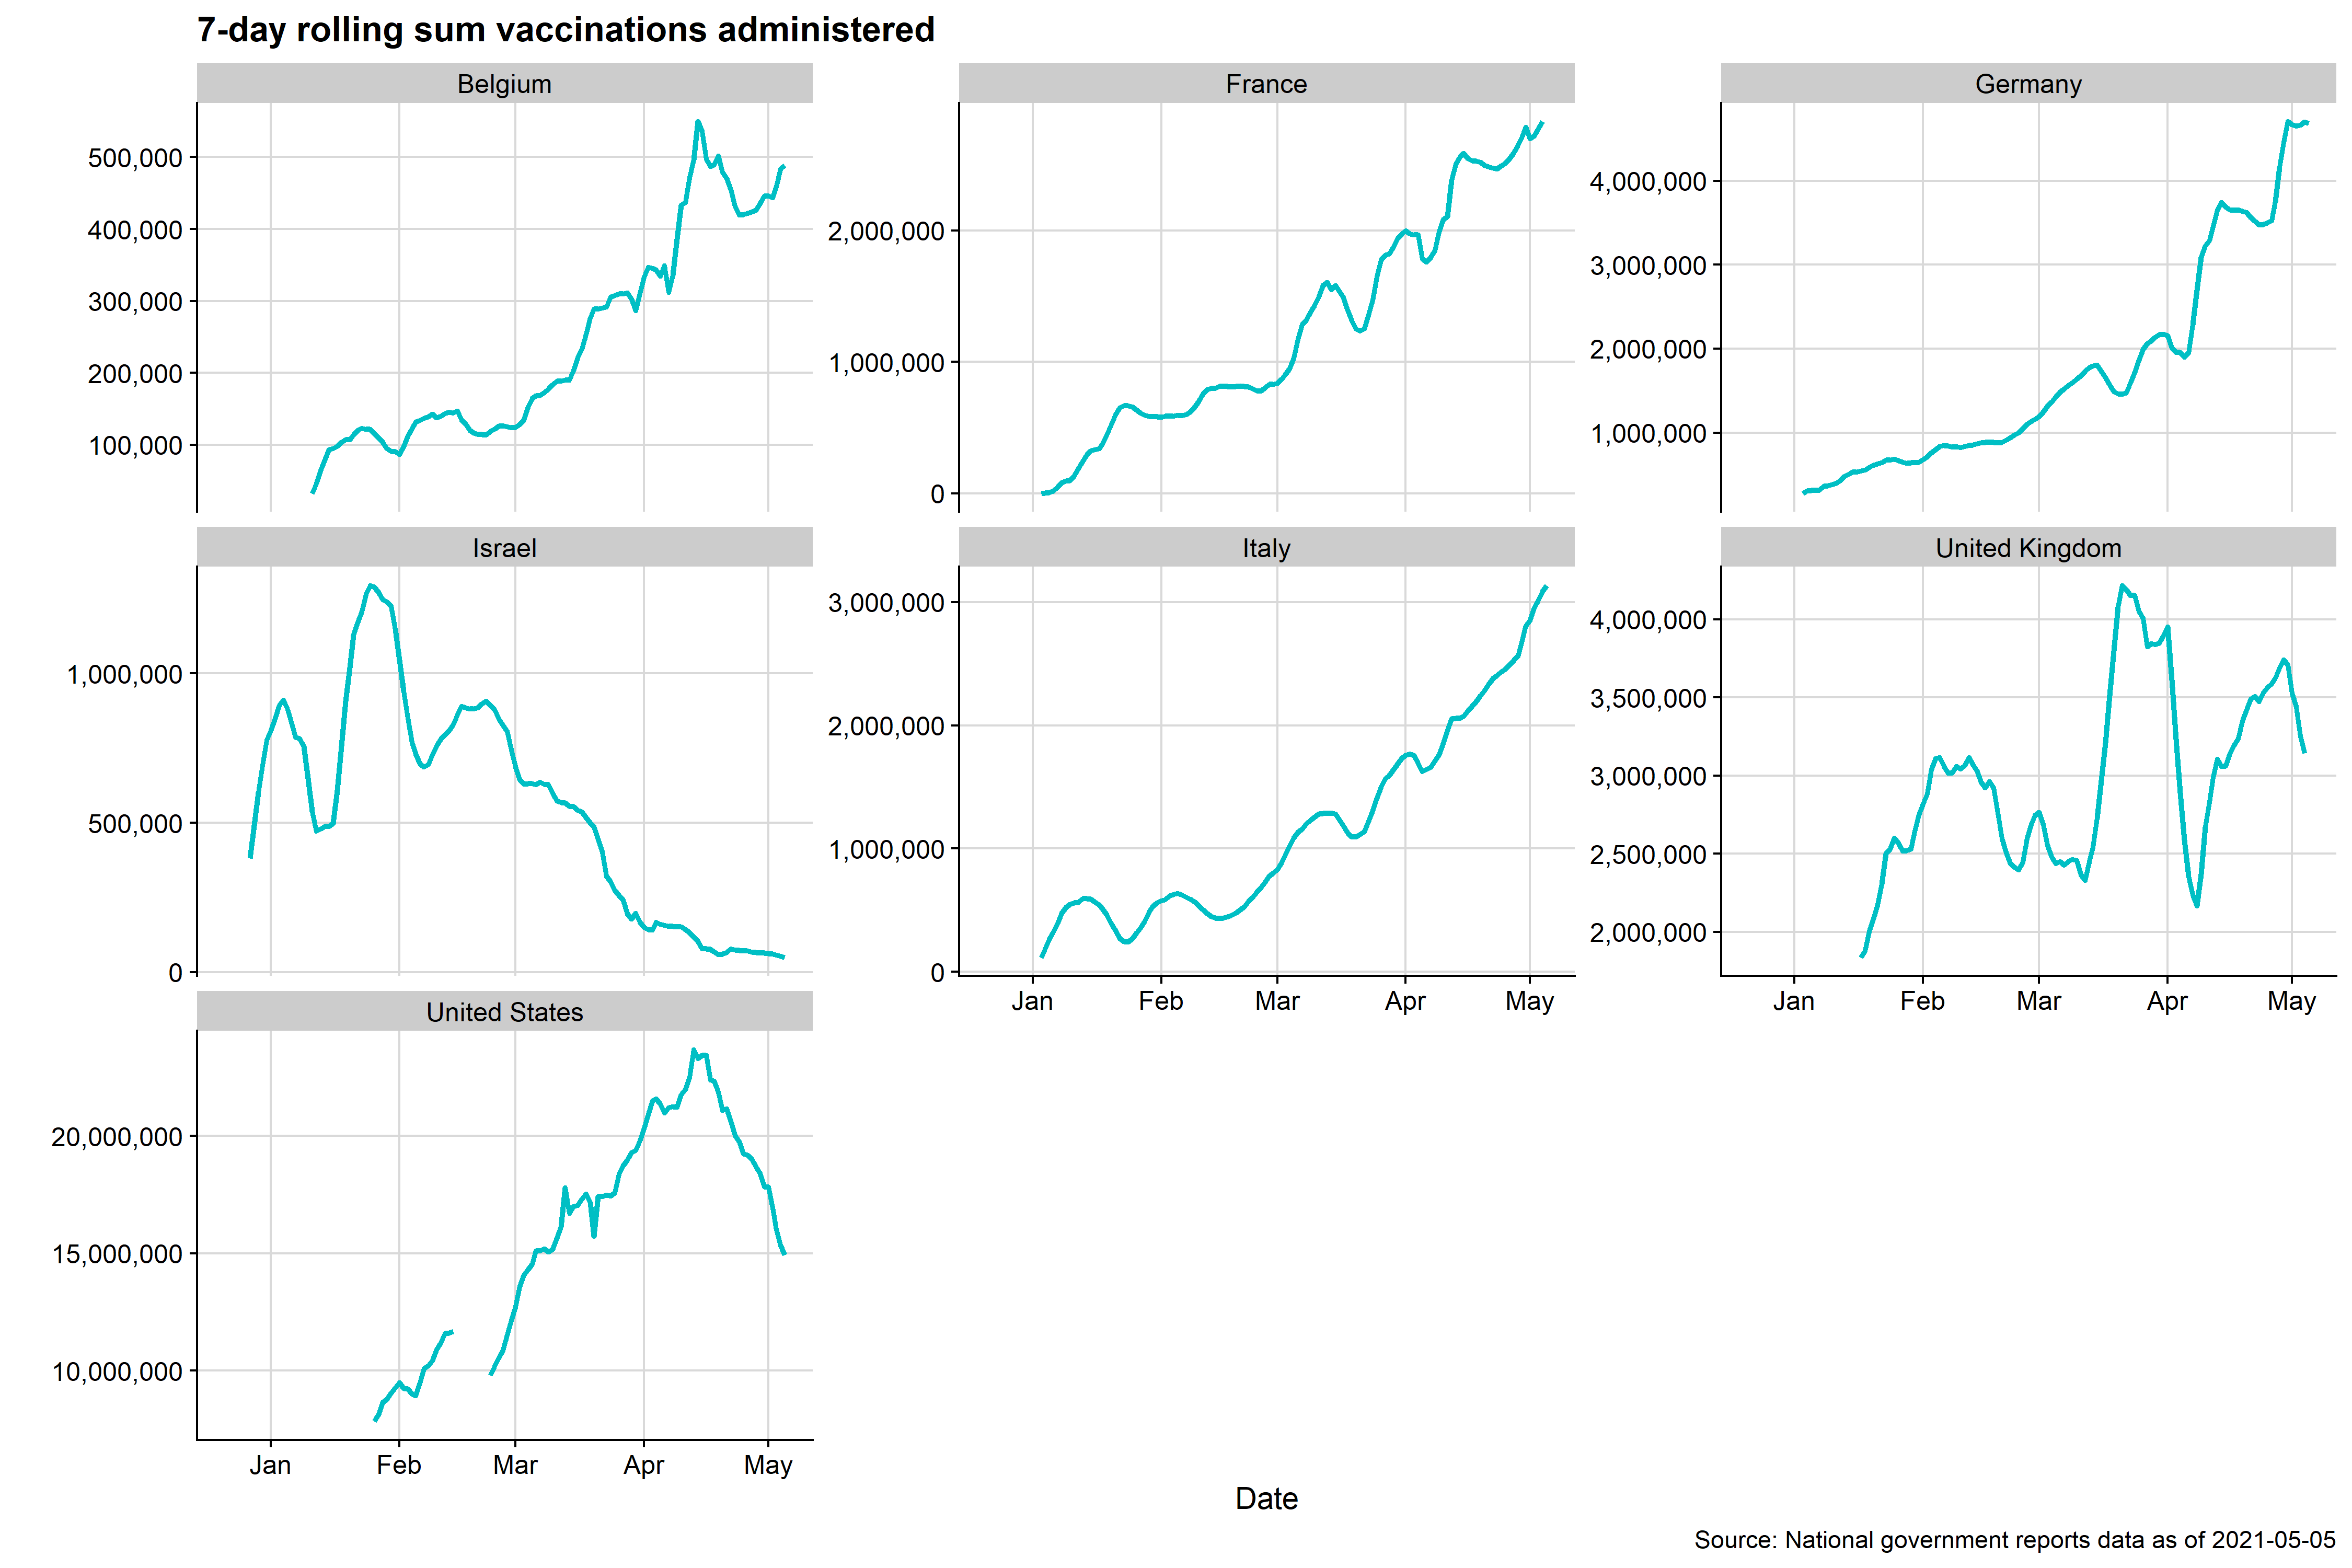 7-day rolling sum vaccinations administered
Belgium
France
Germany
500,000
400,000
300,000
200,000
100,000
2,000,000
1,000,000
0
4,000,000
3,000,000
2,000,000
1,000,000
Israel
Italy
United Kingdom
1,000,000
500,000
0
3,000,000
2,000,000
1,000,000
0
4,000,000
3,500,000
3,000,000
2,500,000
2,000,000
Jan Feb Mar Apr May
Jan Feb Mar Apr May
United States
20,000,000
15,000,000
10,000,000
Jan Feb Mar Apr May
Date
Source: National government reports data as of 2021-05-05